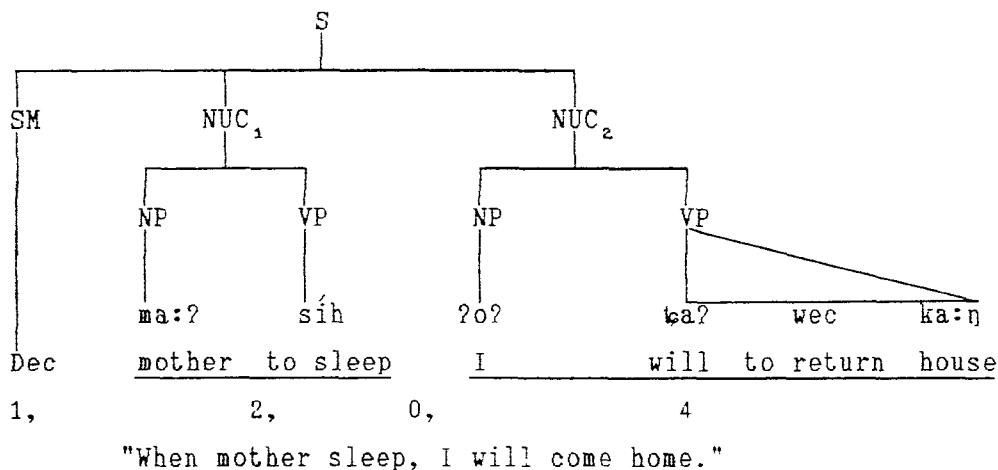 S
SM NUC₁ NUC₂
NP VP NP VP
ma:ʔ síh ʔoʔ t̪aʔ wec ka:ŋ
Dec mother to sleep I will to return house
1, 2, 0, 4
"When mother sleep, I will come home."